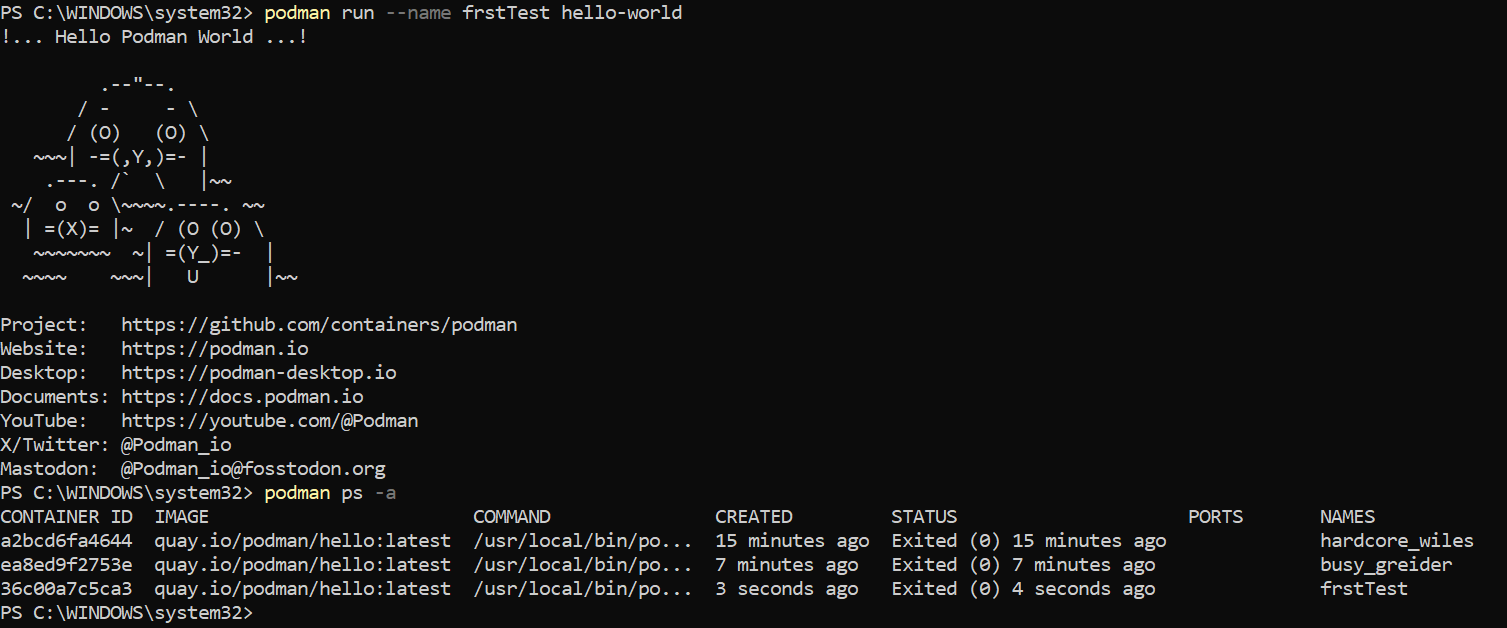 PS C:\WINDOWS\system32> podman run --name frstTest hello-world
!... Hello Podman World ...!

         .--"--.
       / -     - \
      / (O)   (O) \
   ~~~| -=(,Y,)=- |
    .---. /`  \   |~~
 ~/  o  o \~~~~.----. ~~
  | =(X)= |~  / (O (O) \
   ~~~~~~~  ~| =(Y_)=-  |
  ~~~~    ~~~|   U      |~~

Project:   https://github.com/containers/podman
Website:   https://podman.io
Desktop:   https://podman-desktop.io
Documents: https://docs.podman.io
YouTube:   https://youtube.com/@Podman
X/Twitter: @Podman_io
Mastodon:  @Podman_io@fosstodon.org
PS C:\WINDOWS\system32> podman ps -a
CONTAINER ID  IMAGE                       COMMAND               CREATED         STATUS                     PORTS       NAMES
a2bcd6fa4644  quay.io/podman/hello:latest  /usr/local/bin/po...  15 minutes ago  Exited (0) 15 minutes ago              hardcore_wiles
ea8ed9f2753e  quay.io/podman/hello:latest  /usr/local/bin/po...  7 minutes ago   Exited (0) 7 minutes ago               busy_greider
36c00a7c5ca3  quay.io/podman/hello:latest  /usr/local/bin/po...  3 seconds ago   Exited (0) 4 seconds ago               frstTest
PS C:\WINDOWS\system32>